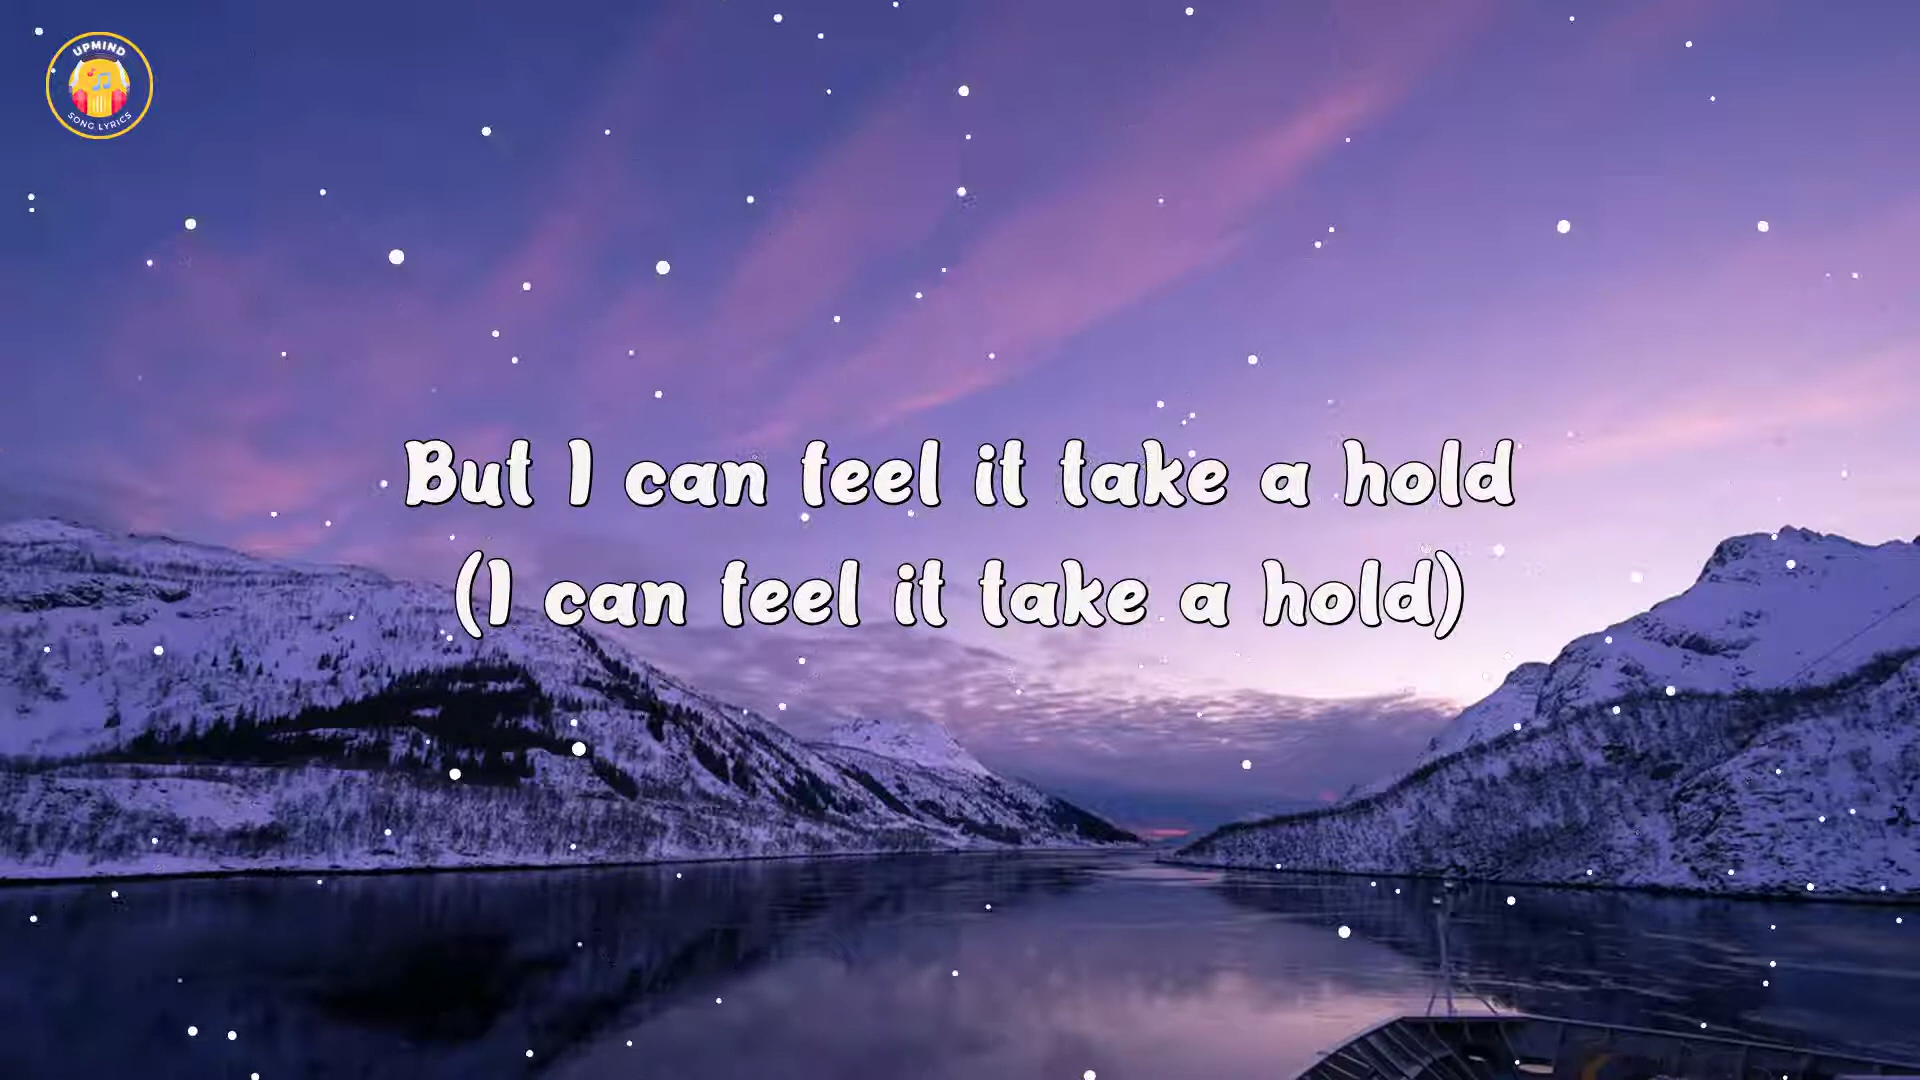 UPMIND
SONG LYRICS
But I can feel it take a hold
(I can feel it take a hold)